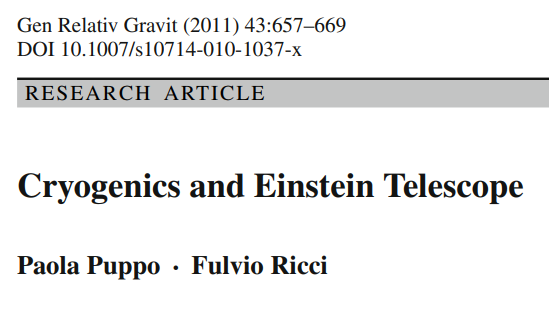 Gen Relativ Gravit (2011) 43:657–669
DOI 10.1007/s10714-010-1037-x
RESEARCH ARTICLE
Cryogenics and Einstein Telescope
Paola Puppo · Fulvio Ricci